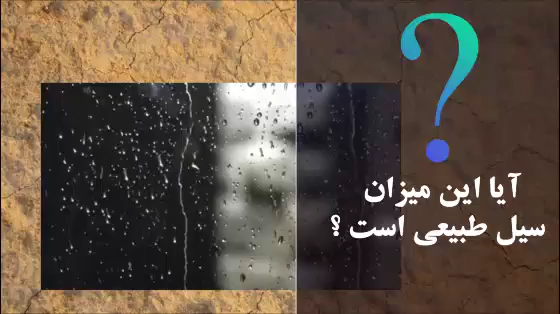 ?
آیا این میزان
سیل طبیعی است ؟